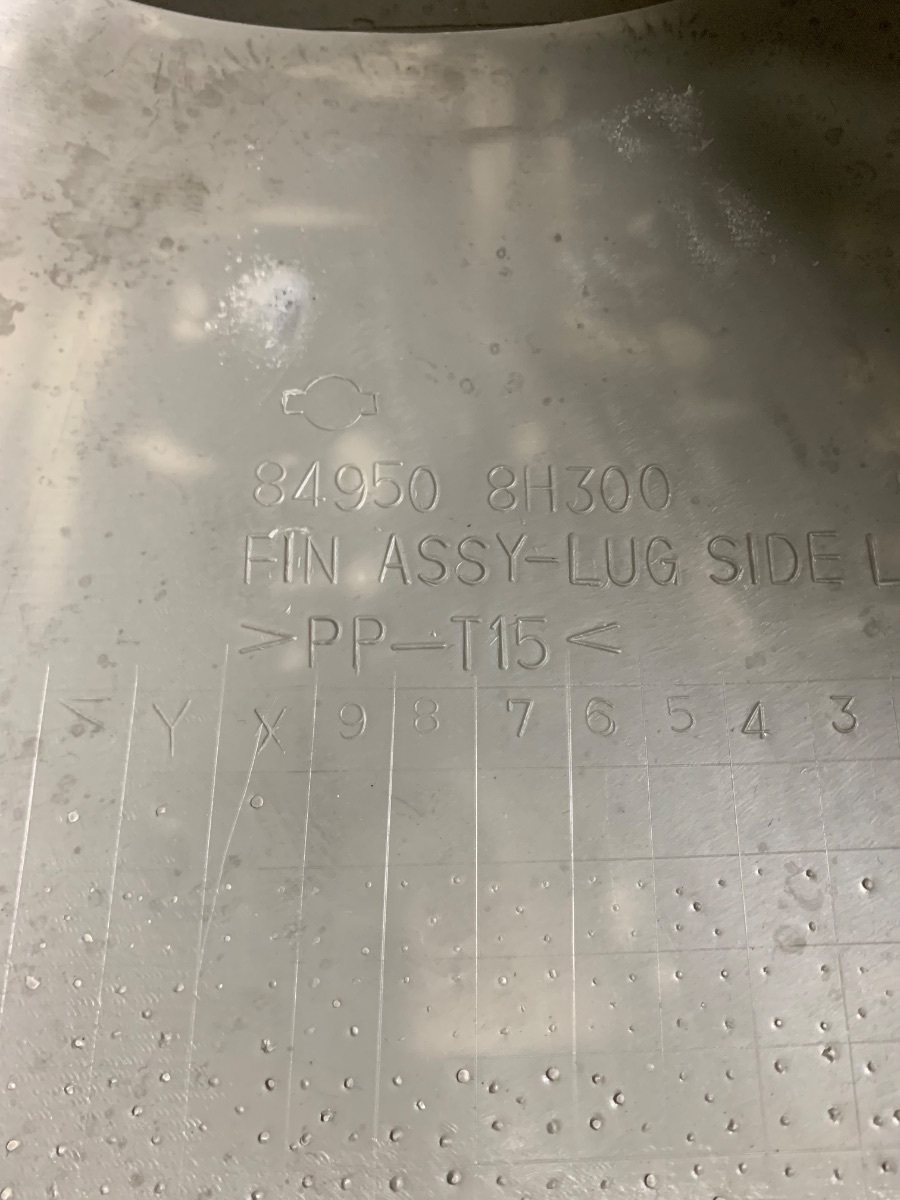 84950 8H300
FIN ASSY-LUG SIDE L
>PP-T15<
Y X 9 8 7 6 5 4 3